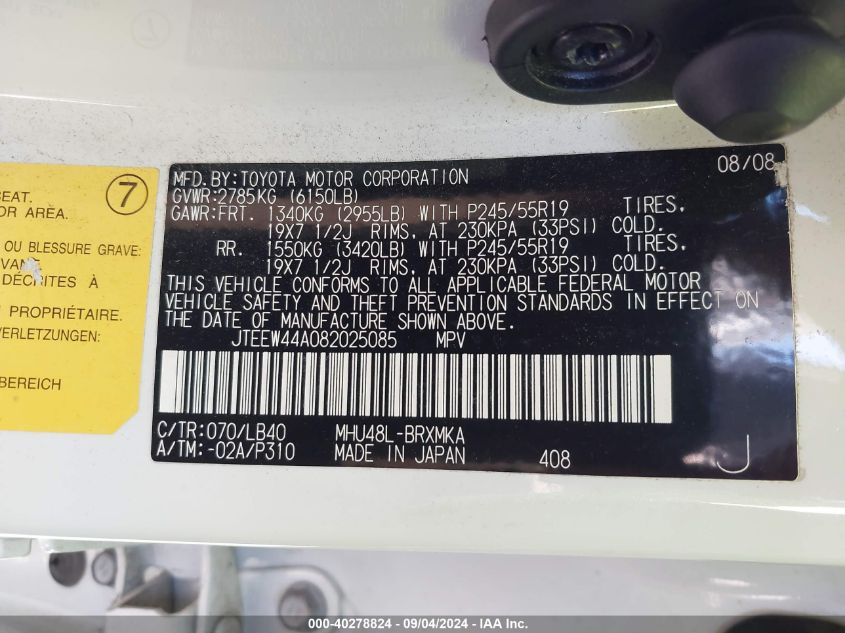 7
SEAT.
OR AREA.
OU BLESSURE GRAVE:
DÉCRITES À
PROPRIÉTAIRE.
VERLETZUNGEN:
BEREICH
MFD.BY:TOYOTA MOTOR CORPORATION 08/08
GVWR:2785KG (6150LB)
GAWR:FRT. 1340KG (2955LB) WITH P245/55R19 TIRES.
19X7 1/2J RIMS. AT 230KPA (33PSI) COLD.
RR. 1550KG (3420LB) WITH P245/55R19 TIRES.
19X7 1/2J RIMS. AT 230KPA (33PSI) COLD.
THIS VEHICLE CONFORMS TO ALL APPLICABLE FEDERAL MOTOR
VEHICLE SAFETY AND THEFT PREVENTION STANDARDS IN EFFECT ON
THE DATE OF MANUFACTURE SHOWN ABOVE.
JTEEW44A082025085 MPV
C/TR:070/LB40 MHU48L-BRXMKA
A/TM:-02A/P310 MADE IN JAPAN 408 J
000-40278824 - 09/04/2024 - IAA Inc.